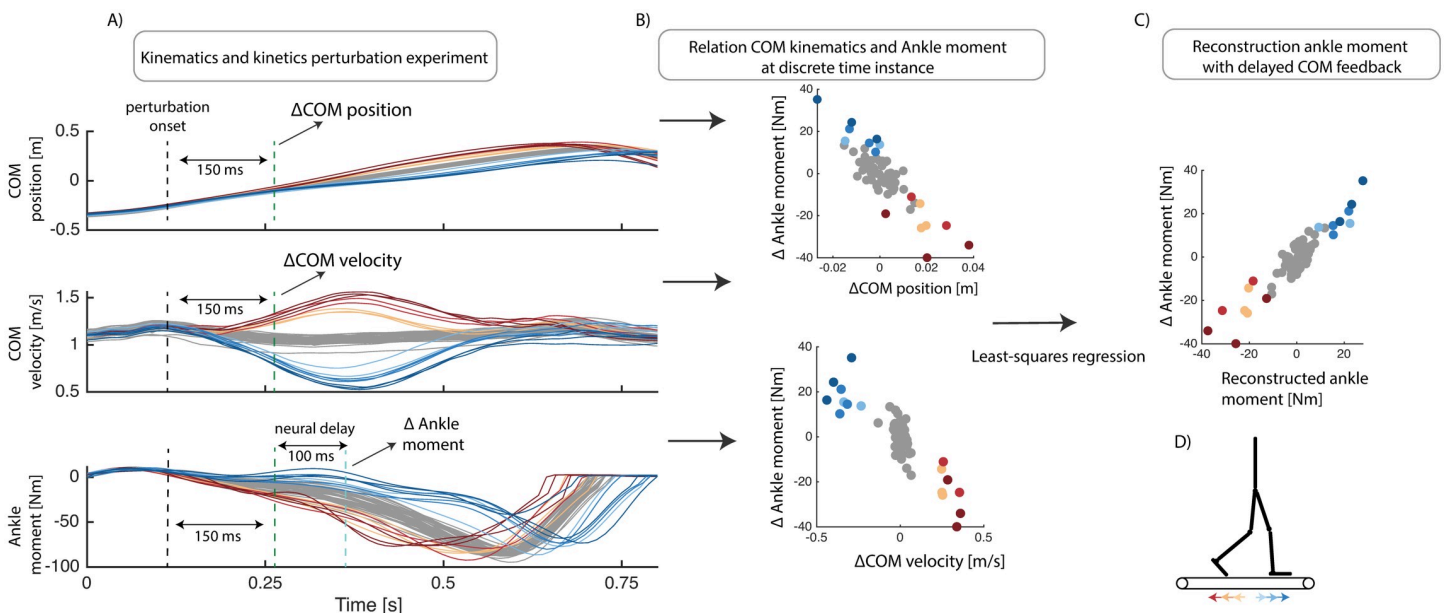 A)
Kinematics and kinetics perturbation experiment
perturbation
onset
ΔCOM position
150 ms
COM
position [m]
0.5
0
-0.5
ΔCOM velocity
150 ms
COM
velocity [m/s]
1.5
1
0.5
neural delay
100 ms
Δ Ankle
moment
150 ms
Ankle
moment [Nm]
0
-50
-100
0
0.25
0.5
0.75
Time [s]
B)
Relation COM kinematics and Ankle moment
at discrete time instance
Δ Ankle moment [Nm]
40
20
0
-20
-40
-0.02
0
0.02
0.04
ΔCOM position [m]
Δ Ankle moment [Nm]
40
20
0
-20
-40
-0.5
0
0.5
ΔCOM velocity [m/s]
Least-squares regression
C)
Reconstruction ankle moment
with delayed COM feedback
Δ Ankle moment [Nm]
40
20
0
-20
-40
-40
-20
0
20
Reconstructed ankle
moment [Nm]
D)